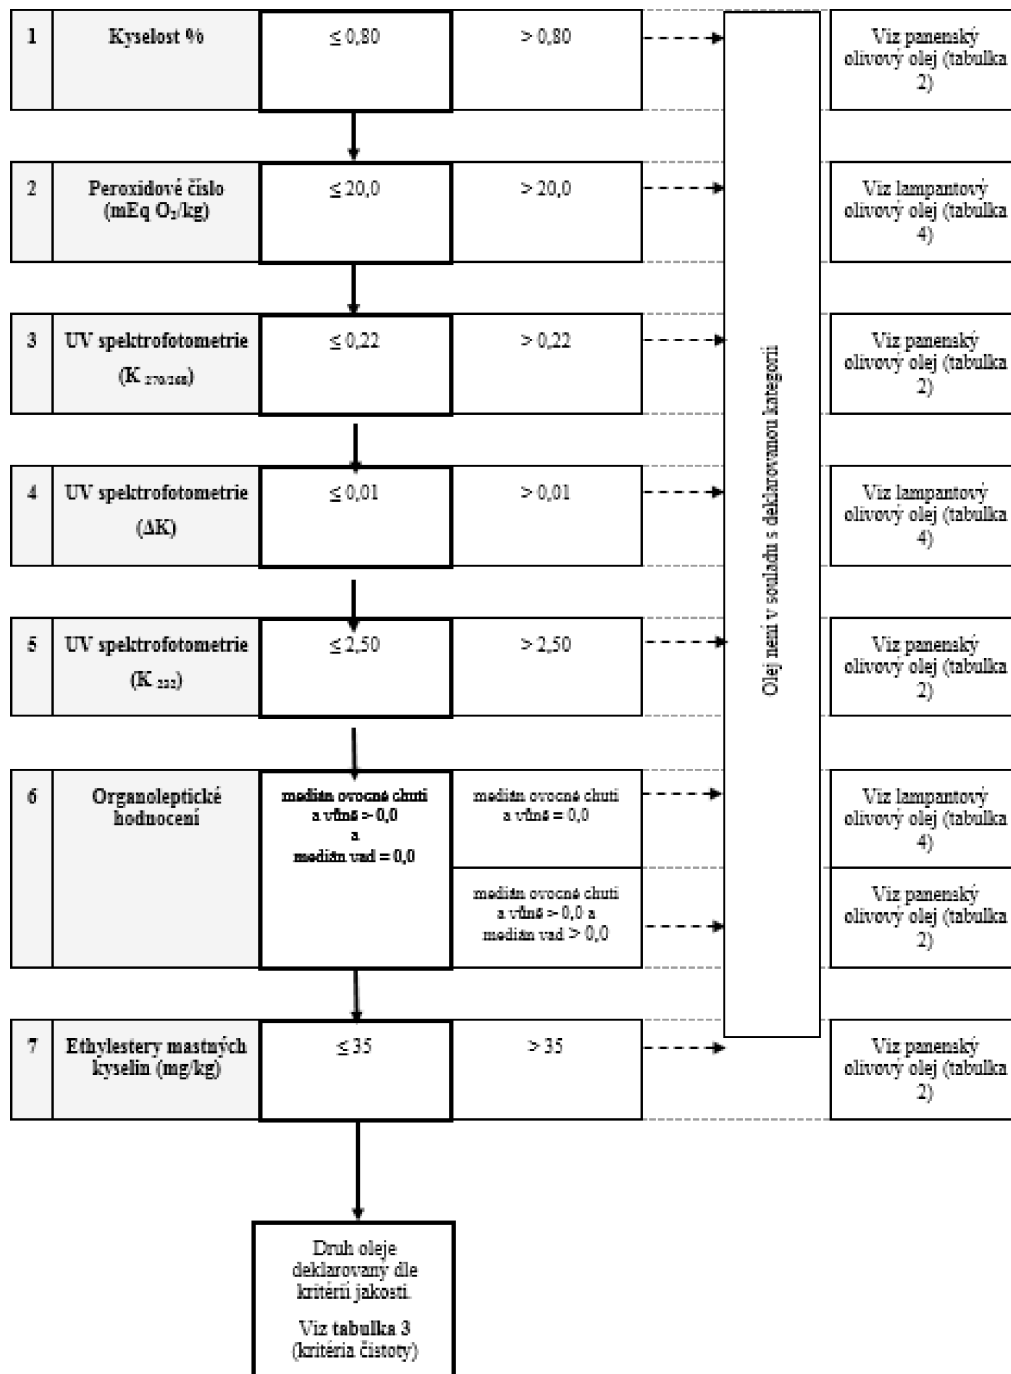 1 Kyselost % ≤ 0,80 > 0,80 Viz panenský
olivový olej (tabulka
2)
2 Peroxidové číslo ≤ 20,0 > 20,0 Viz lampantový
(mEq O₂/kg) olivový olej (tabulka
4)
3 UV spektrofotometrie ≤ 0,22 > 0,22 Viz panenský
(K 270/268) olivový olej (tabulka
2)
4 UV spektrofotometrie ≤ 0,01 > 0,01 Viz lampantový
(ΔK) olivový olej (tabulka
4)
5 UV spektrofotometrie ≤ 2,50 > 2,50 Viz panenský
(K 232) olivový olej (tabulka
2)
Olej není v souladu s deklarovanou kategorií
6 Organoleptické
hodnocení
medián ovocné chuti
a vůně > 0,0
a
medián vad = 0,0
medián ovocné chuti
a vůně = 0,0
Viz lampantový
olivový olej (tabulka
4)
medián ovocné chuti
a vůně > 0,0 a
medián vad > 0,0
Viz panenský
olivový olej (tabulka
2)
7 Ethylestery mastných ≤ 35 > 35 Viz panenský
kyselin (mg/kg) olivový olej (tabulka
2)
Druh oleje
deklarovaný dle
kritérií jakosti.
Viz tabulka 3
(kritéria čistoty)